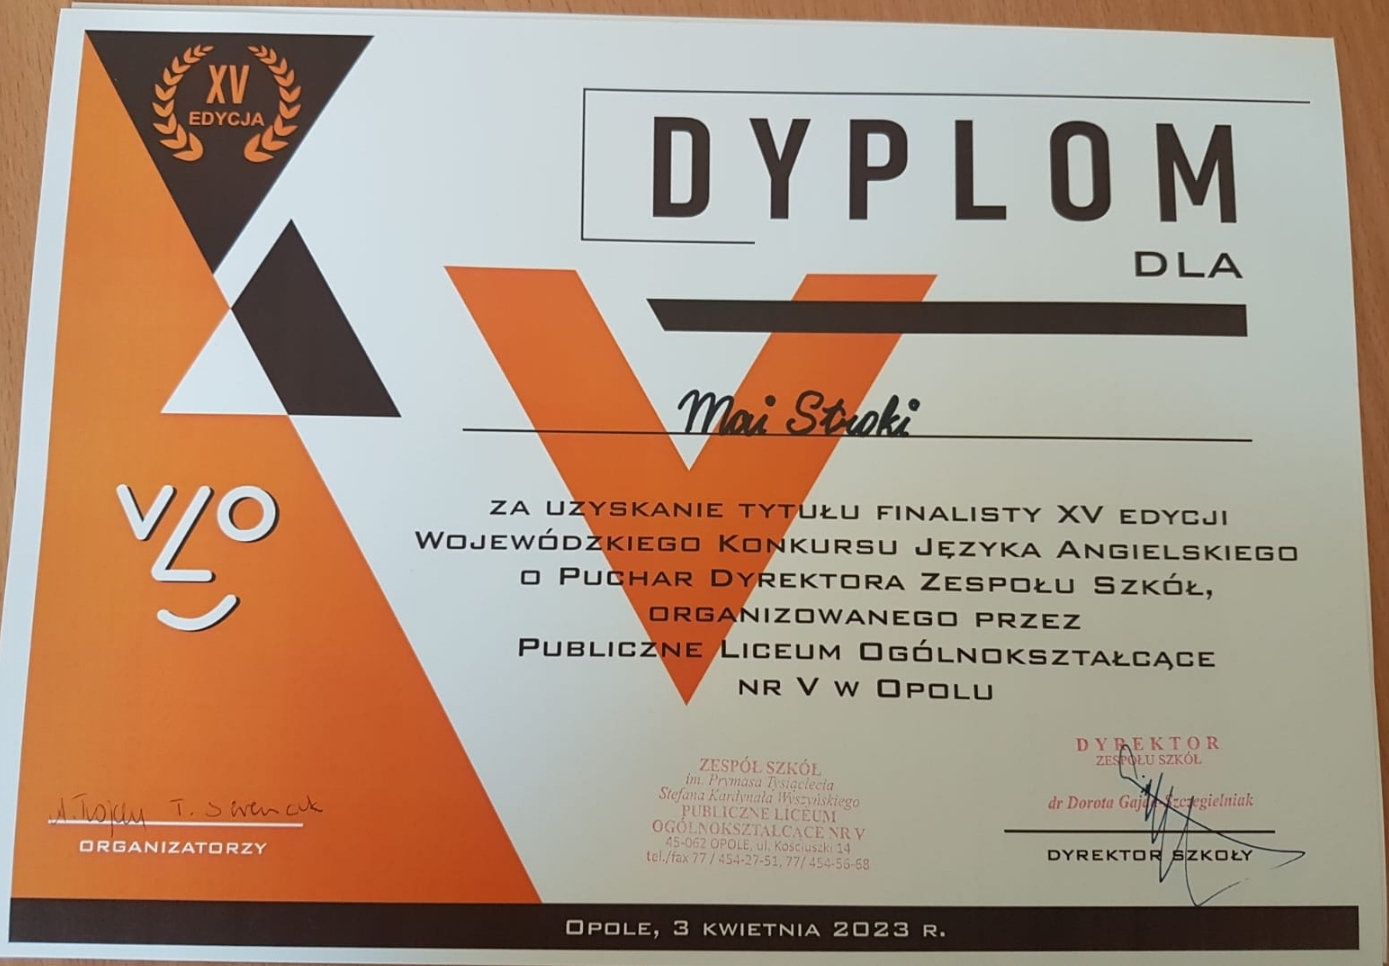 XV
EDYCJA
DYPLOM
DLA
Mai Stroki
ZA UZYSKANIE TYTUŁU FINALISTY XV EDYCJI
WOJEWÓDZKIEGO KONKURSU JĘZYKA ANGIELSKIEGO
O PUCHAR DYREKTORA ZESPOŁU SZKÓŁ,
ORGANIZOWANEGO PRZEZ
PUBLICZNE LICEUM OGÓLNOKSZTAŁCĄCE
NR V W OPOLU
VLO
ORGANIZATORZY
ZESPÓŁ SZKÓŁ
im. Prymasa Tysiąclecia
Stefana Kardynała Wyszyńskiego
PUBLICZNE LICEUM
OGÓLNOKSZTAŁCĄCE NR V
45-062 OPOLE, ul. Kościuszki 14
tel./fax 77 / 454-27-51, 77/ 454-56-68
DYREKTOR
ZESPOŁU SZKÓŁ
dr Dorota Gajda-Szczegielniak
DYREKTOR SZKOŁY
OPOLE, 3 KWIETNIA 2023 R.